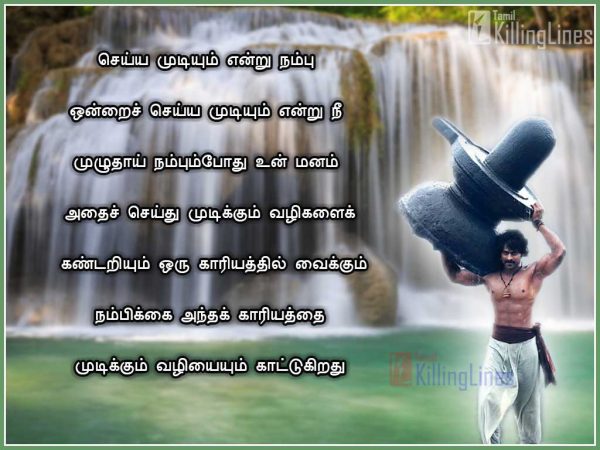 Tamil
KillingLines
செய்ய முடியும் என்று நம்பு
ஒன்றைச் செய்ய முடியும் என்று நீ
முழுதாய் நம்பும்போது உன் மனம்
அதைச் செய்து முடிக்கும் வழிகளைக்
கண்டறியும் ஒரு காரியத்தில் வைக்கும்
நம்பிக்கை அந்தக் காரியத்தை
முடிக்கும் வழியையும் காட்டுகிறது
Tamil
KillingLines